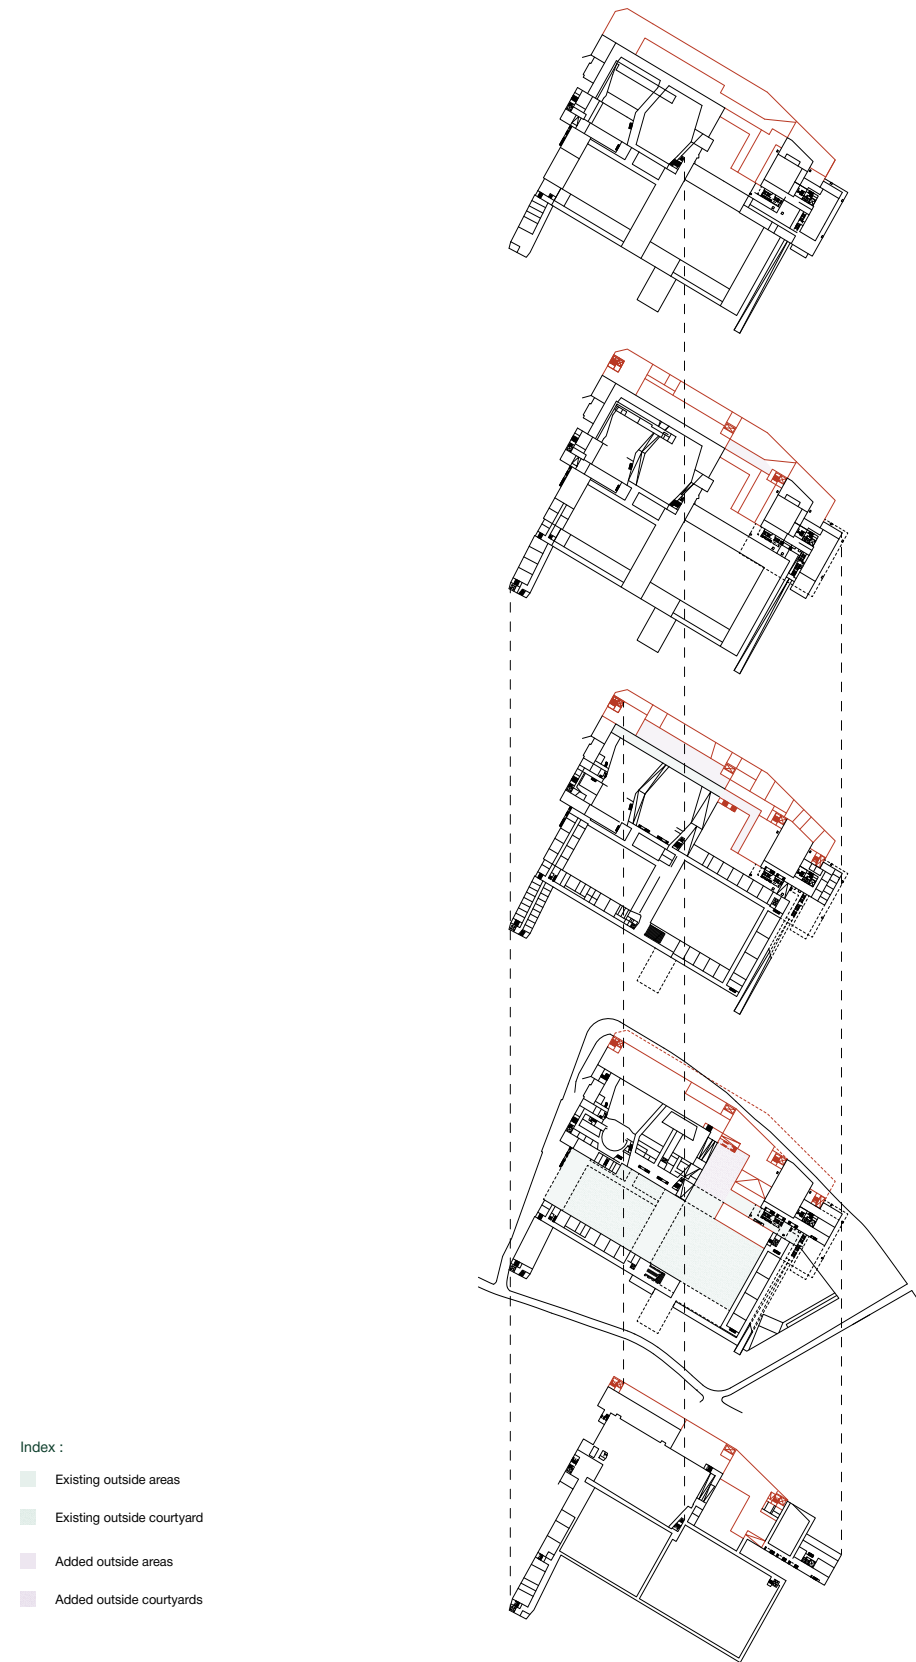 Index :
Existing outside areas
Existing outside courtyard
Added outside areas
Added outside courtyards